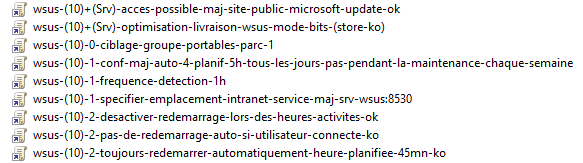 wsus-(10)+(Srv)-acces-possible-maj-site-public-microsoft-update-ok
wsus-(10)+(Srv)-optimisation-livraison-wsus-mode-bits-(store-ko)
wsus-(10)-0-ciblage-groupe-portables-parc-1
wsus-(10)-1-conf-maj-auto-4-planif-5h-tous-les-jours-pas-pendant-la-maintenance-chaque-semaine
wsus-(10)-1-frequence-detection-1h
wsus-(10)-1-specifier-emplacement-intranet-service-maj-srv-wsus:8530
wsus-(10)-2-desactiver-redemarrage-lors-des-heures-activites-ok
wsus-(10)-2-pas-de-redemarrage-auto-si-utilisateur-connecte-ko
wsus-(10)-2-toujours-redemarrer-automatiquement-heure-planifiee-45mn-ko